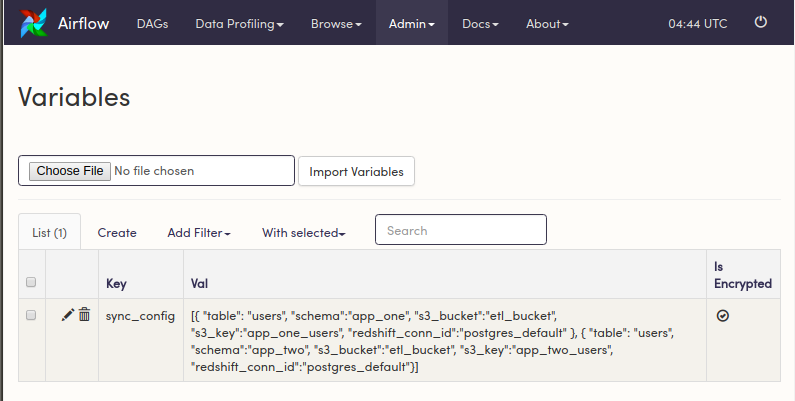 Airflow DAGs Data Profiling Browse Admin Docs About 04:44 UTC
Variables
Choose File No file chosen Import Variables
List (1) Create Add Filter With selected Search
Key Val Is Encrypted
sync_config [{ "table": "users", "schema":"app_one", "s3_bucket":"etl_bucket",
"s3_key":"app_one_users", "redshift_conn_id":"postgres_default" }, { "table": "users",
"schema":"app_two", "s3_bucket":"etl_bucket", "s3_key":"app_two_users",
"redshift_conn_id":"postgres_default"}]